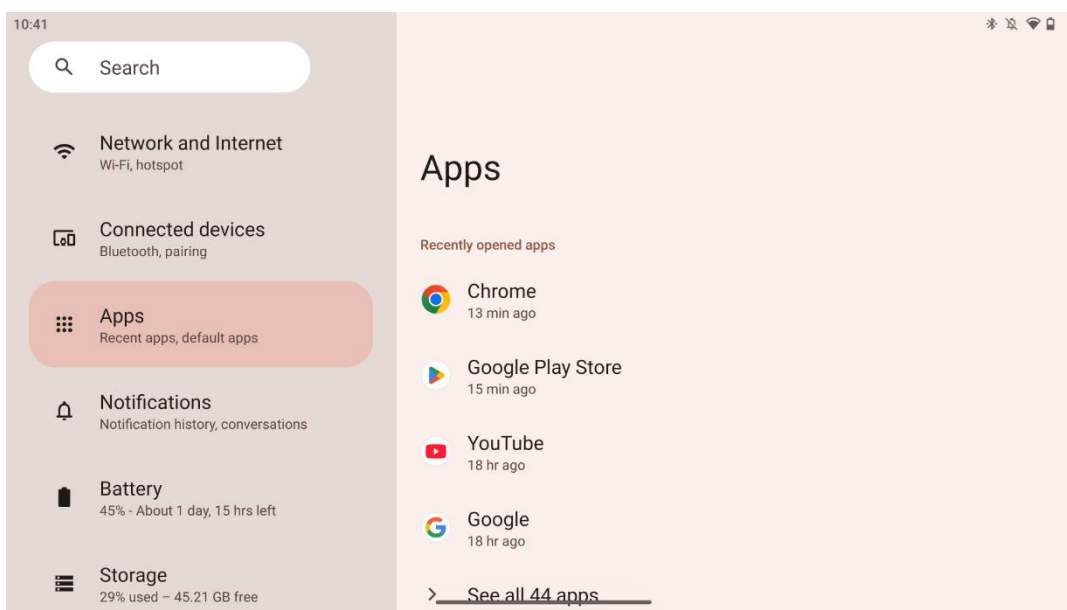 10:41
Search
Network and Internet
Wi-Fi, hotspot
Connected devices
Bluetooth, pairing
Apps
Recent apps, default apps
Notifications
Notification history, conversations
Battery
45% - About 1 day, 15 hrs left
Storage
29% used – 45.21 GB free
Apps
Recently opened apps
Chrome
13 min ago
Google Play Store
15 min ago
YouTube
18 hr ago
Google
18 hr ago
See all 44 apps